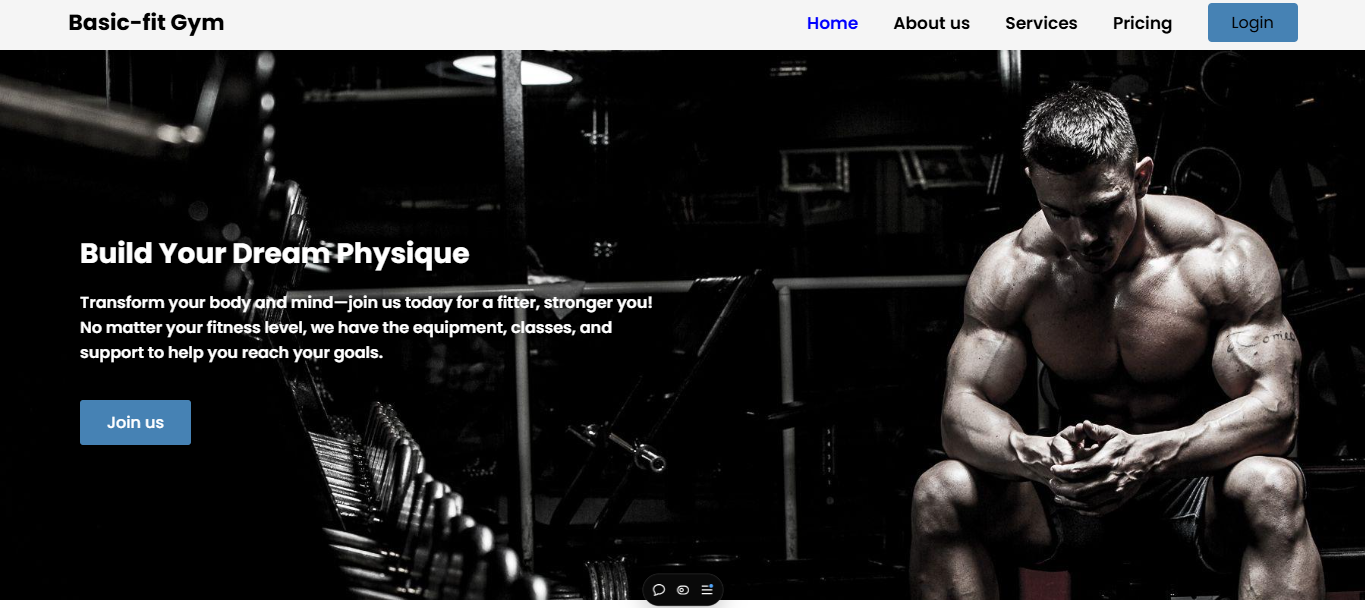 Basic-fit Gym
Home
About us
Services
Pricing
Login
Build Your Dream Physique
Transform your body and mind—join us today for a fitter, stronger you!
No matter your fitness level, we have the equipment, classes, and
support to help you reach your goals.
Join us